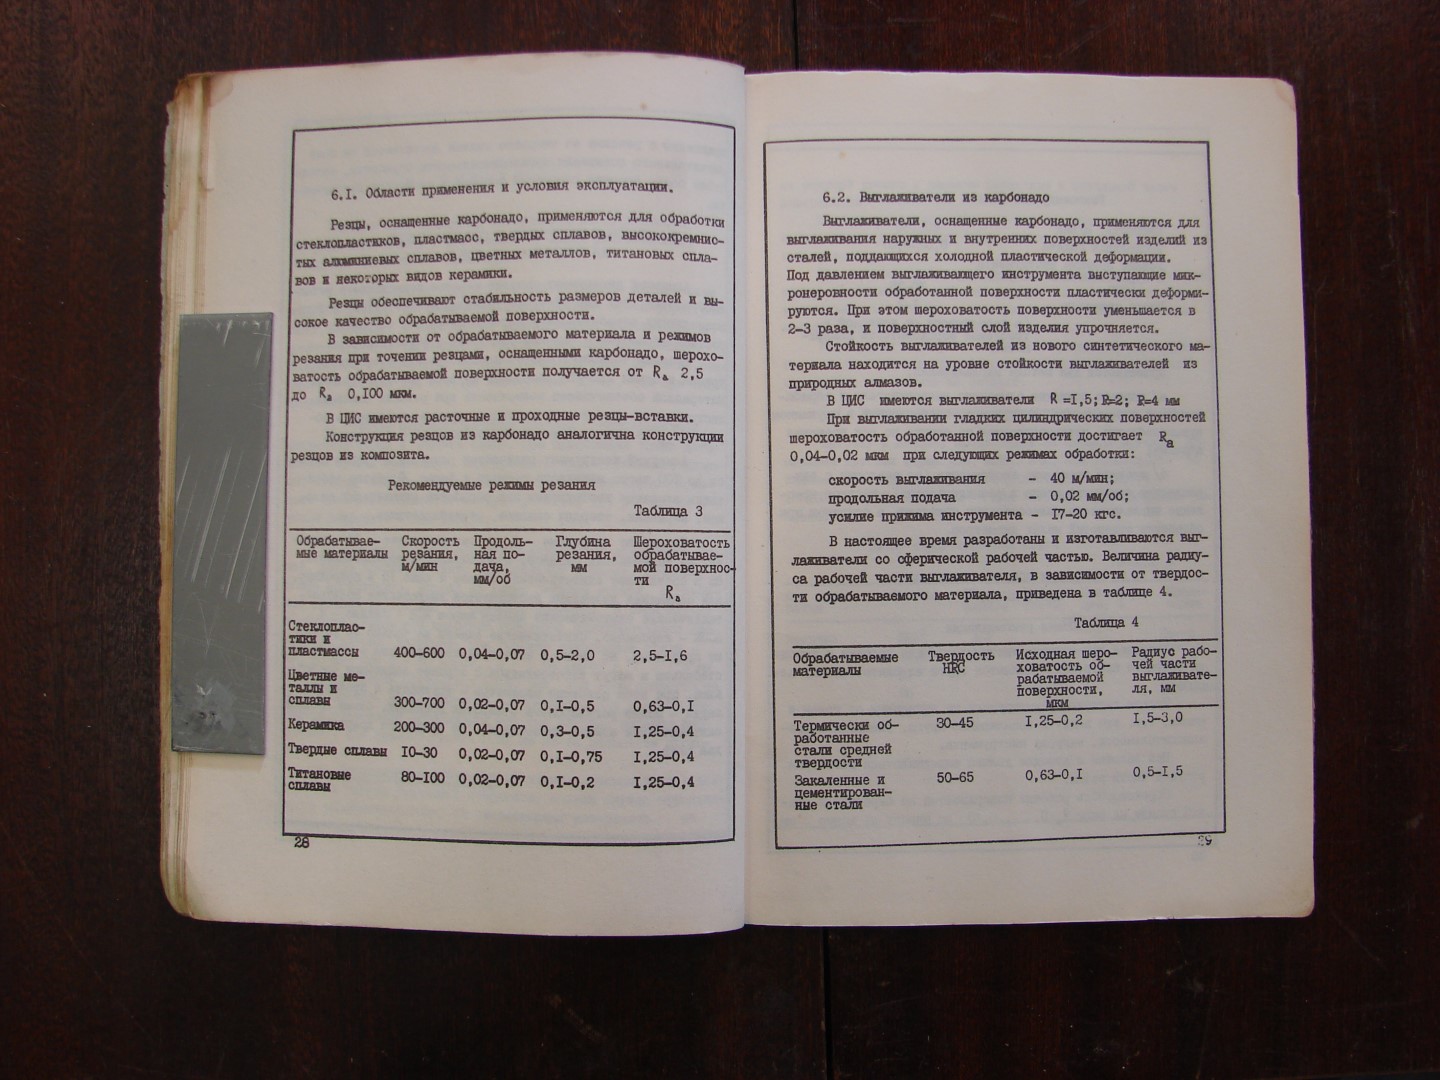 6.I. Области применения и условия эксплуатации.
Резцы, оснащенные карбонадо, применяются для обработки
стеклопластиков, пластмасс, твердых сплавов, высококремнис-
тых алюминиевых сплавов, цветных металлов, титановых спла-
вов и некоторых видов керамики.
Резцы обеспечивают стабильность размеров деталей и вы-
сокое качество обрабатываемой поверхности.
В зависимости от обрабатываемого материала и режимов
резания при точении резцами, оснащенными карбонадо, шерохо-
ватость обрабатываемой поверхности получается от Ra 2,5
до Ra 0,I00 мкм.
В ЦИС имеются расточные и проходные резцы-вставки.
Конструкция резцов из карбонадо аналогична конструкции
резцов из композита.
Рекомендуемые режимы резания
Таблица 3
Обрабатывае- Скорость Продоль- Глубина Шероховатость
мые материалы резания, ная по- резания, обрабатывае-
м/мин дача, мм мой поверхнос-
мм/об ти
Ra
Стеклоплас-
тики и
пластмассы 400-600 0,04-0,07 0,5-2,0 2,5-I,6
Цветные ме-
таллы и
сплавы 300-700 0,02-0,07 0,I-0,5 0,63-0,I
Керамика 200-300 0,04-0,07 0,3-0,5 I,25-0,4
Твердые сплавы I0-30 0,02-0,07 0,I-0,75 I,25-0,4
Титановые
сплавы 80-I00 0,02-0,07 0,I-0,2 I,25-0,4
28
6.2. Выглаживатели из карбонадо
Выглаживатели, оснащенные карбонадо, применяются для
выглаживания наружных и внутренних поверхностей изделий из
сталей, поддающихся холодной пластической деформации.
Под давлением выглаживающего инструмента выступающие мик-
ронеровности обработанной поверхности пластически деформи-
руются. При этом шероховатость поверхности уменьшается в
2-3 раза, и поверхностный слой изделия упрочняется.
Стойкость выглаживателей из нового синтетического ма-
териала находится на уровне стойкости выглаживателей из
природных алмазов.
В ЦИС имеются выглаживатели R =I,5; R=2; R=4 мм
При выглаживании гладких цилиндрических поверхностей
шероховатость обработанной поверхности достигает Ra
0,04-0,02 мкм при следующих режимах обработки:
скорость выглаживания - 40 м/мин;
продольная подача - 0,02 мм/об;
усилие прижима инструмента - I7-20 кгс.
В настоящее время разработаны и изготавливаются выг-
лаживатели со сферической рабочей частью. Величина радиу-
са рабочей части выглаживателя, в зависимости от твердос-
ти обрабатываемого материала, приведена в таблице 4.
Таблица 4
Обрабатываемые Твердость Исходная шеро- Радиус рабо-
материалы HRC ховатость об- чей части
рабатываемой выглаживате-
поверхности, ля, мм
мкм
Термически об- 30-45 I,25-0,2 I,5-3,0
работанные
стали средней
твердости
Закаленные и 50-65 0,63-0,I 0,5-I,5
цементирован-
ные стали
29